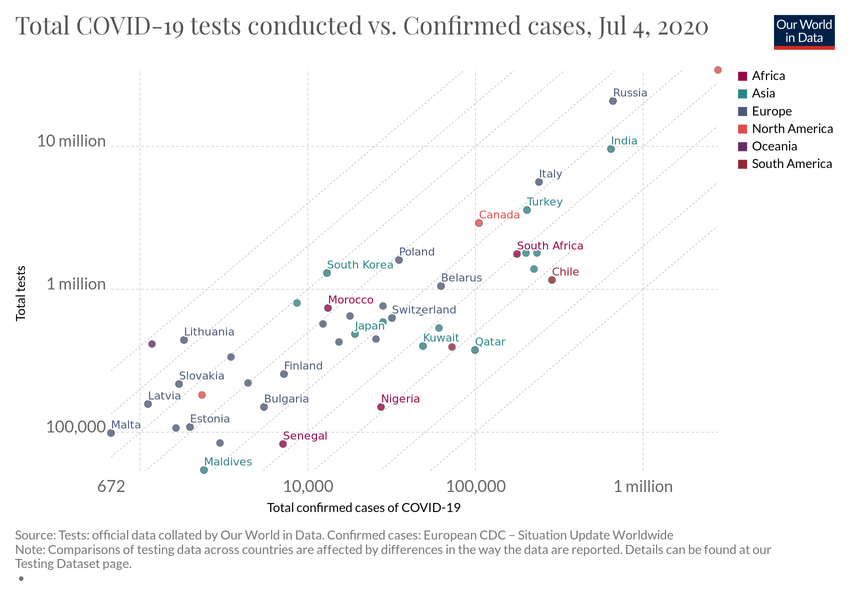 Total COVID-19 tests conducted vs. Confirmed cases, Jul 4, 2020
Our World
in Data
Africa
Asia
Europe
North America
Oceania
South America
Total tests
10 million
1 million
100,000
Russia
India
Italy
Turkey
Canada
South Africa
Poland
South Korea
Chile
Belarus
Morocco
Switzerland
Japan
Lithuania
Kuwait
Qatar
Finland
Slovakia
Latvia
Bulgaria
Nigeria
Estonia
Malta
Senegal
Maldives
672
10,000
100,000
1 million
Total confirmed cases of COVID-19
Source: Tests: official data collated by Our World in Data. Confirmed cases: European CDC – Situation Update Worldwide
Note: Comparisons of testing data across countries are affected by differences in the way the data are reported. Details can be found at our
Testing Dataset page.